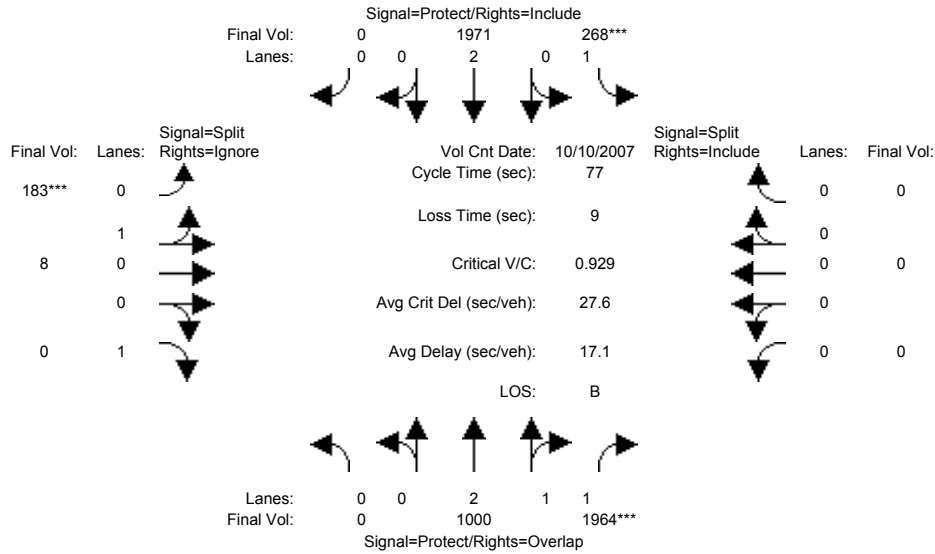 Signal=Protect/Rights=Include
Final Vol: 0 1971 268***
Lanes: 0 0 2 0 1
Signal=Split Signal=Split
Final Vol: Lanes: Rights=Ignore Vol Cnt Date: 10/10/2007 Rights=Include Lanes: Final Vol:
Cycle Time (sec): 77
183*** 0 0 0
Loss Time (sec): 9
1 0
8 0 Critical V/C: 0.929 0 0
0 Avg Crit Del (sec/veh): 27.6 0
0 1 Avg Delay (sec/veh): 17.1 0 0
LOS: B
Lanes: 0 0 2 1 1
Final Vol: 0 1000 1964***
Signal=Protect/Rights=Overlap